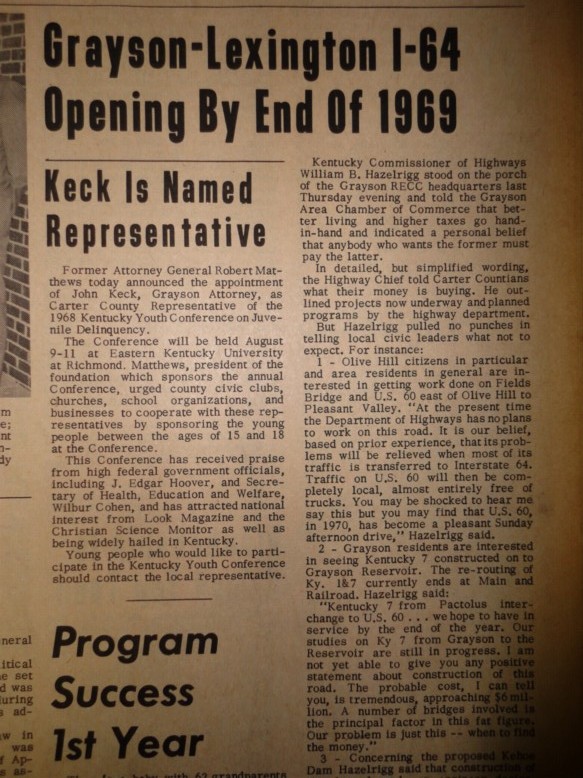 Grayson-Lexington I-64
Opening By End Of 1969
Keck Is Named
Representative
Former Attorney General Robert Mat-
thews today announced the appointment
of John Keck, Grayson Attorney, as
Carter County Representative of the
1968 Kentucky Youth Conference on Juve-
nile Delinquency.
The Conference will be held August
9-11 at Eastern Kentucky University
at Richmond. Matthews, president of the
foundation which sponsors the annual
Conference, urged county civic clubs,
churches, school organizations, and
businesses to cooperate with these rep-
resentatives by sponsoring the young
people between the ages of 15 and 18
at the Conference.
This Conference has received praise
from high federal government officials,
including J. Edgar Hoover, and Secre-
tary of Health, Education and Welfare,
Wilbur Cohen, and has attracted national
interest from Look Magazine and the
Christian Science Monitor as well as
being widely hailed in Kentucky.
Young people who would like to parti-
cipate in the Kentucky Youth Conference
should contact the local representative.
Program
Success
1st Year
Kentucky Commissioner of Highways
William B. Hazelrigg stood on the porch
of the Grayson RECC headquarters last
Thursday evening and told the Grayson
Area Chamber of Commerce that bet-
ter living and higher taxes go hand-
in-hand and indicated a personal belief
that anybody who wants the former must
pay the latter.
In detailed, but simplified wording,
the Highway Chief told Carter Countians
what their money is buying. He out-
lined projects now underway and planned
programs by the highway department.
But Hazelrigg pulled no punches in
telling local civic leaders what not to
expect. For instance:
1 - Olive Hill citizens in particular
and area residents in general are in-
terested in getting work done on Fields
Bridge and U.S. 60 east of Olive Hill to
Pleasant Valley. "At the present time
the Department of Highways has no plans
to work on this road. It is our belief,
based on prior experience, that its prob-
lems will be relieved when most of its
traffic is transferred to Interstate 64.
Traffic on U.S. 60 will then be com-
pletely local, almost entirely free of
trucks. You may be shocked to hear me
say this but you may find that U.S. 60,
in 1970, has become a pleasant Sunday
afternoon drive," Hazelrigg said.
2 - Grayson residents are interested
in seeing Kentucky 7 constructed on to
Grayson Reservoir. The re-routing of
Ky. 1&7 currently ends at Main and
Railroad. Hazelrigg said:
"Kentucky 7 from Pactolus inter-
change to U.S. 60 . . . we hope to have in
service by the end of the year. Our
studies on Ky 7 from Grayson to the
Reservoir are still in progress. I am
not yet able to give you any positive
statement about construction of this
road. The probable cost, I can tell
you, is tremendous, approaching $6 mil-
lion. A number of bridges involved is
the principal factor in this fat figure.
Our problem is just this -- when to find
the money."
3 - Concerning the proposed Kehoe
Dam Hazelrigg said that construction of